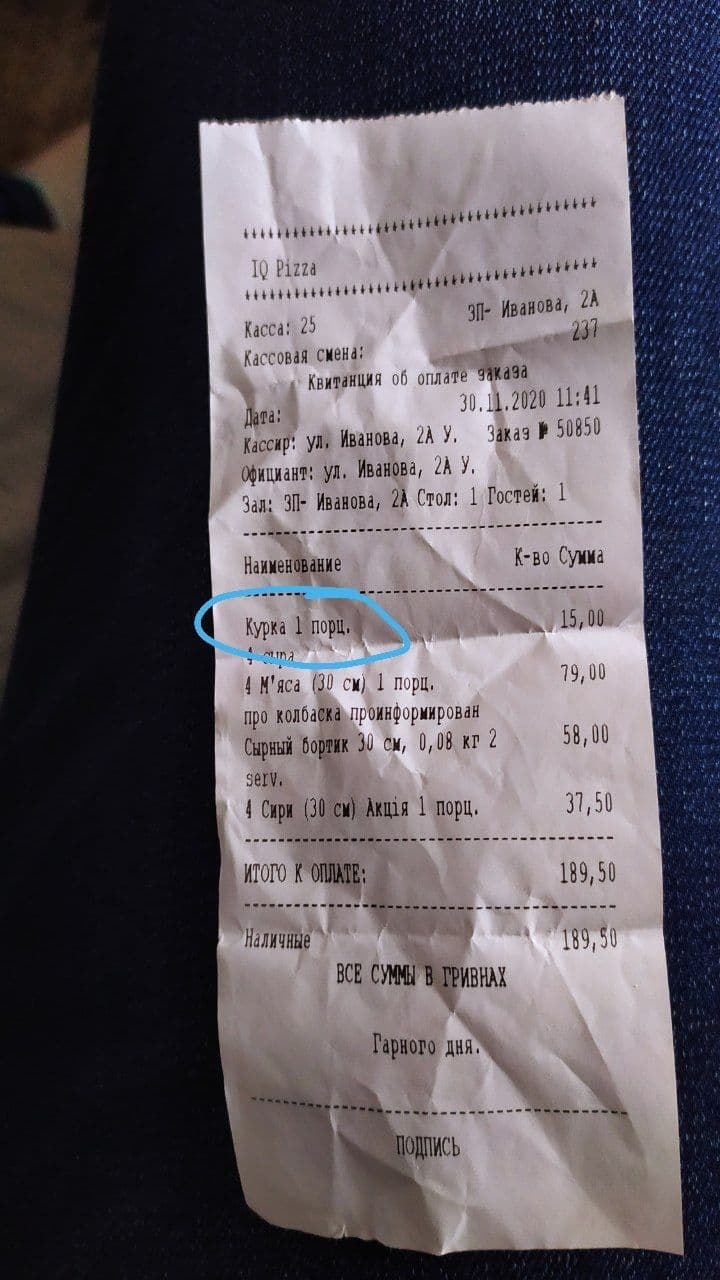 IQ Pizza
ЗП- Иванова, 2А
Касса: 25
237
Кассовая смена:
Квитанция об оплате заказа
Дата: 30.11.2020 11:41
Кассир: ул. Иванова, 2А У. Заказ № 50850
Официант: ул. Иванова, 2А У.
Зал: ЗП- Иванова, 2А Стол: 1 Гостей: 1
Наименование К-во Сумма
Курка 1 порц. 15,00
4 сыра
4 М'яса (30 см) 1 порц. 79,00
про колбаска проинформирован
Сырный бортик 30 см, 0,08 кг 2 58,00
serv.
4 Сири (30 см) Акція 1 порц. 37,50
ИТОГО К ОПЛАТЕ: 189,50
Наличные 189,50
ВСЕ СУММЫ В ГРИВНАХ
Гарного дня.
ПОДПИСЬ